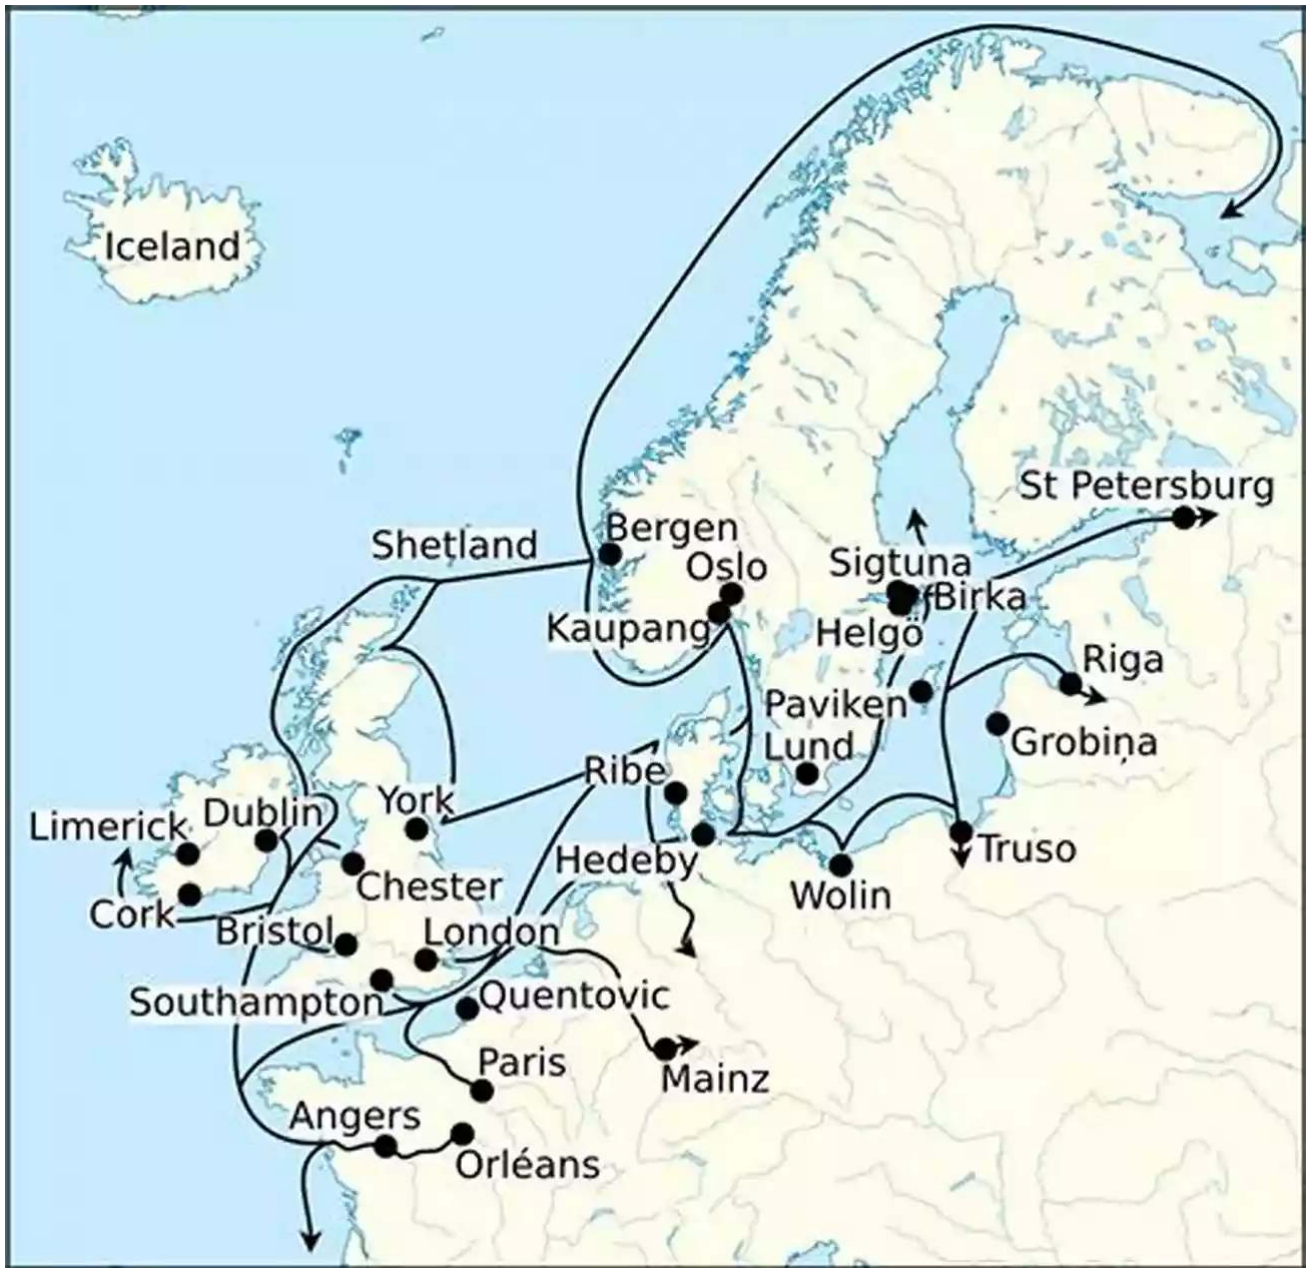 Iceland
St Petersburg
Bergen
Shetland
Sigtuna
Oslo
Birka
Kaupang
Helgö
Riga
Paviken
Grobiņa
Lund
Ribe
York
Dublin
Limerick
Truso
Hedeby
Chester
Wolin
Cork
Bristol
London
Quentovic
Southampton
Paris
Mainz
Angers
Orléans